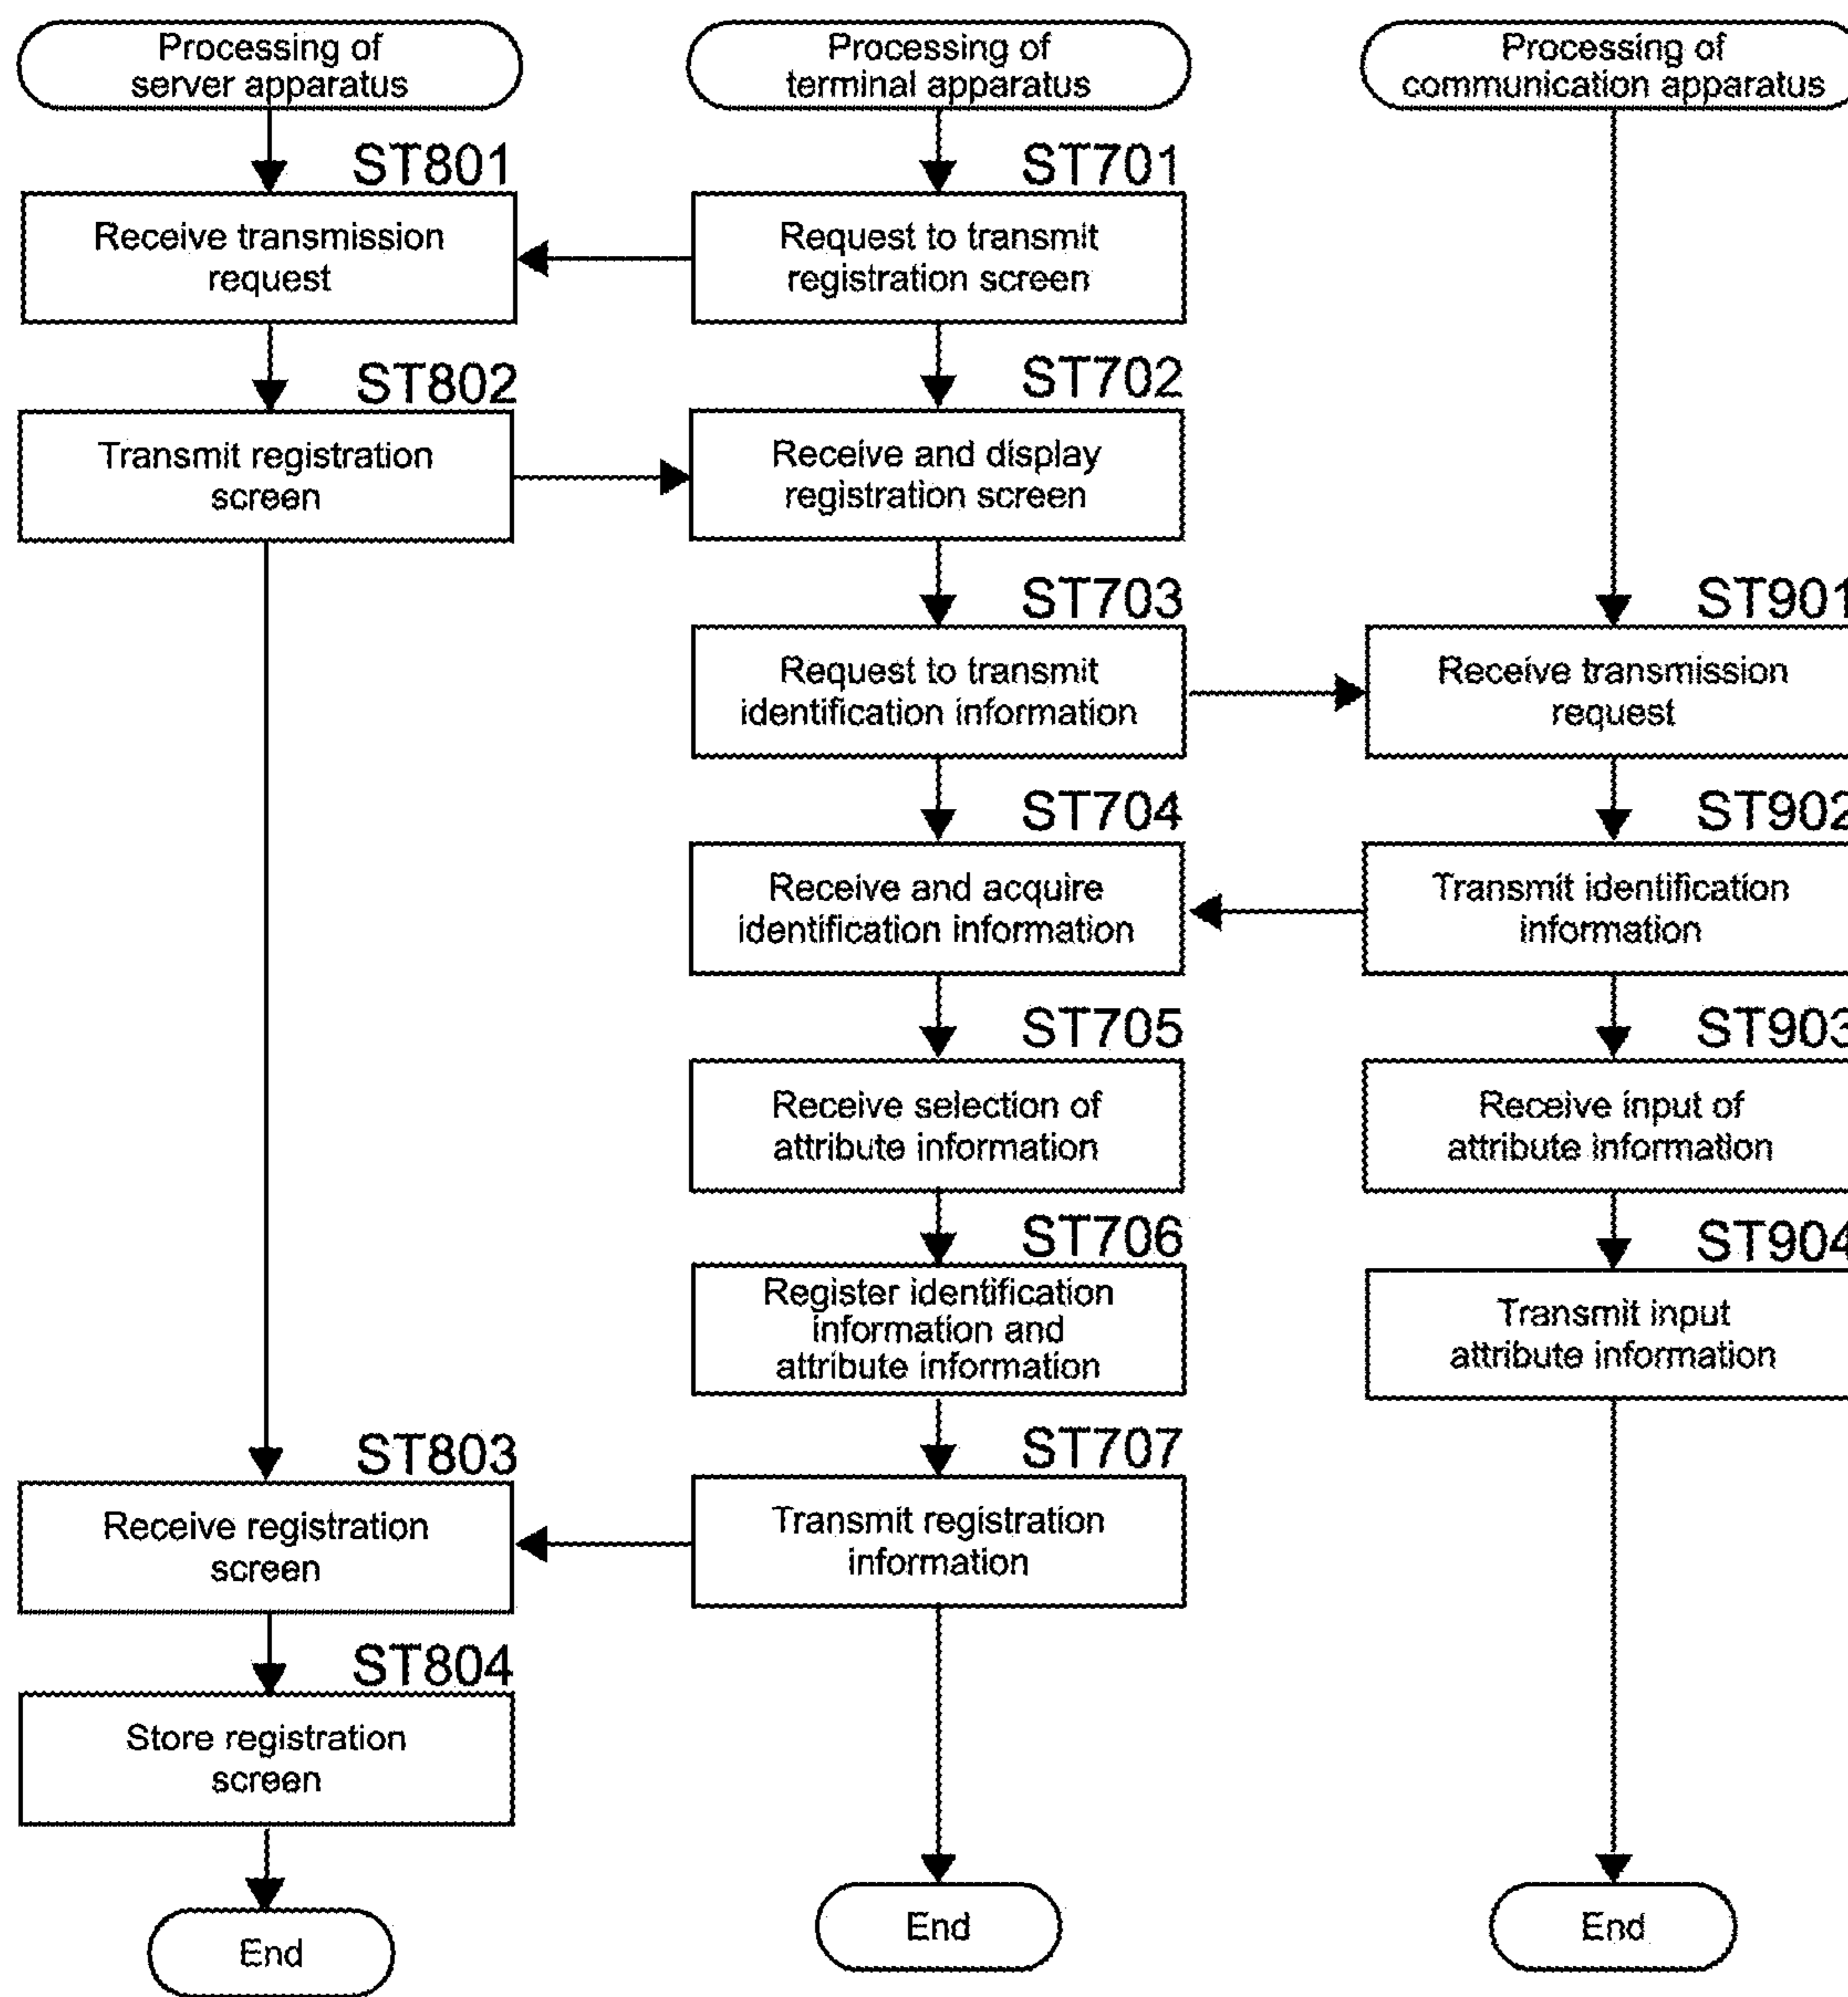 Processing of
server apparatus
Processing of
terminal apparatus
Processing of
communication apparatus
ST801
Receive transmission
request
ST701
Request to transmit
registration screen
ST802
Transmit registration
screen
ST702
Receive and display
registration screen
ST703
Request to transmit
identification information
ST901
Receive transmission
request
ST704
Receive and acquire
identification information
ST902
Transmit identification
information
ST705
Receive selection of
attribute information
ST903
Receive input of
attribute information
ST706
Register identification
information and
attribute information
ST904
Transmit input
attribute information
ST803
Receive registration
screen
ST707
Transmit registration
information
ST804
Store registration
screen
End
End
End